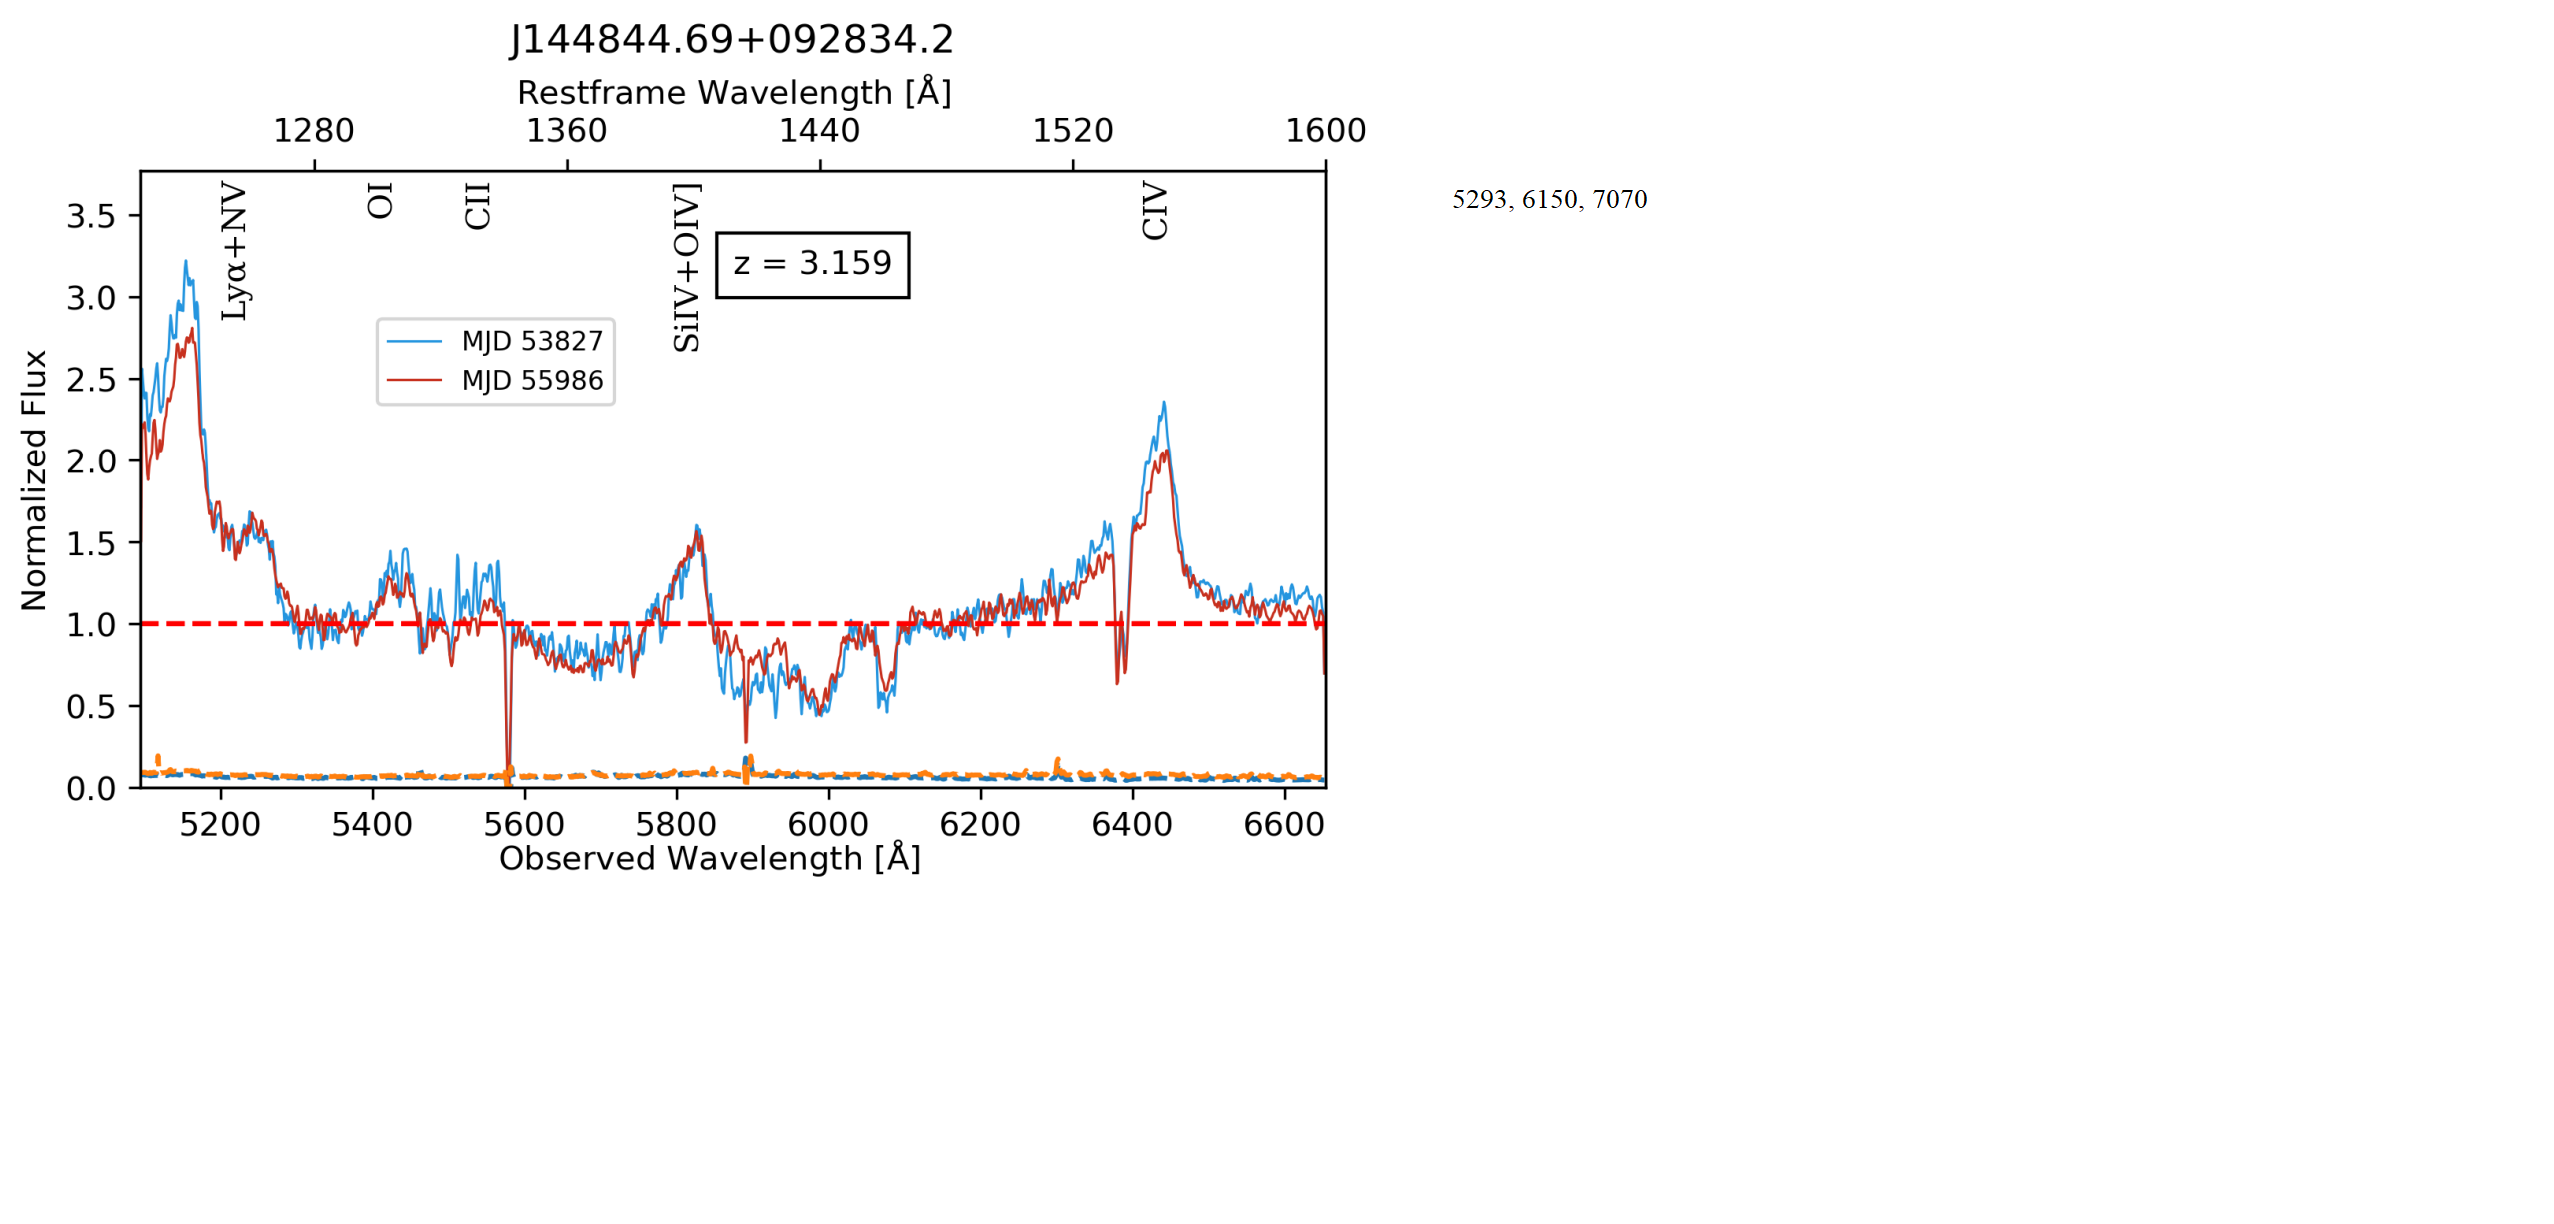 J144844.69+092834.2
Restframe Wavelength [Å]
1280 1360 1440 1520 1600
Lyα+NV
OI
CII
SiIV+OIV]
CIV
z = 3.159
MJD 53827
MJD 55986
Normalized Flux
3.5
3.0
2.5
2.0
1.5
1.0
0.5
0.0
5200 5400 5600 5800 6000 6200 6400 6600
Observed Wavelength [Å]
5293, 6150, 7070